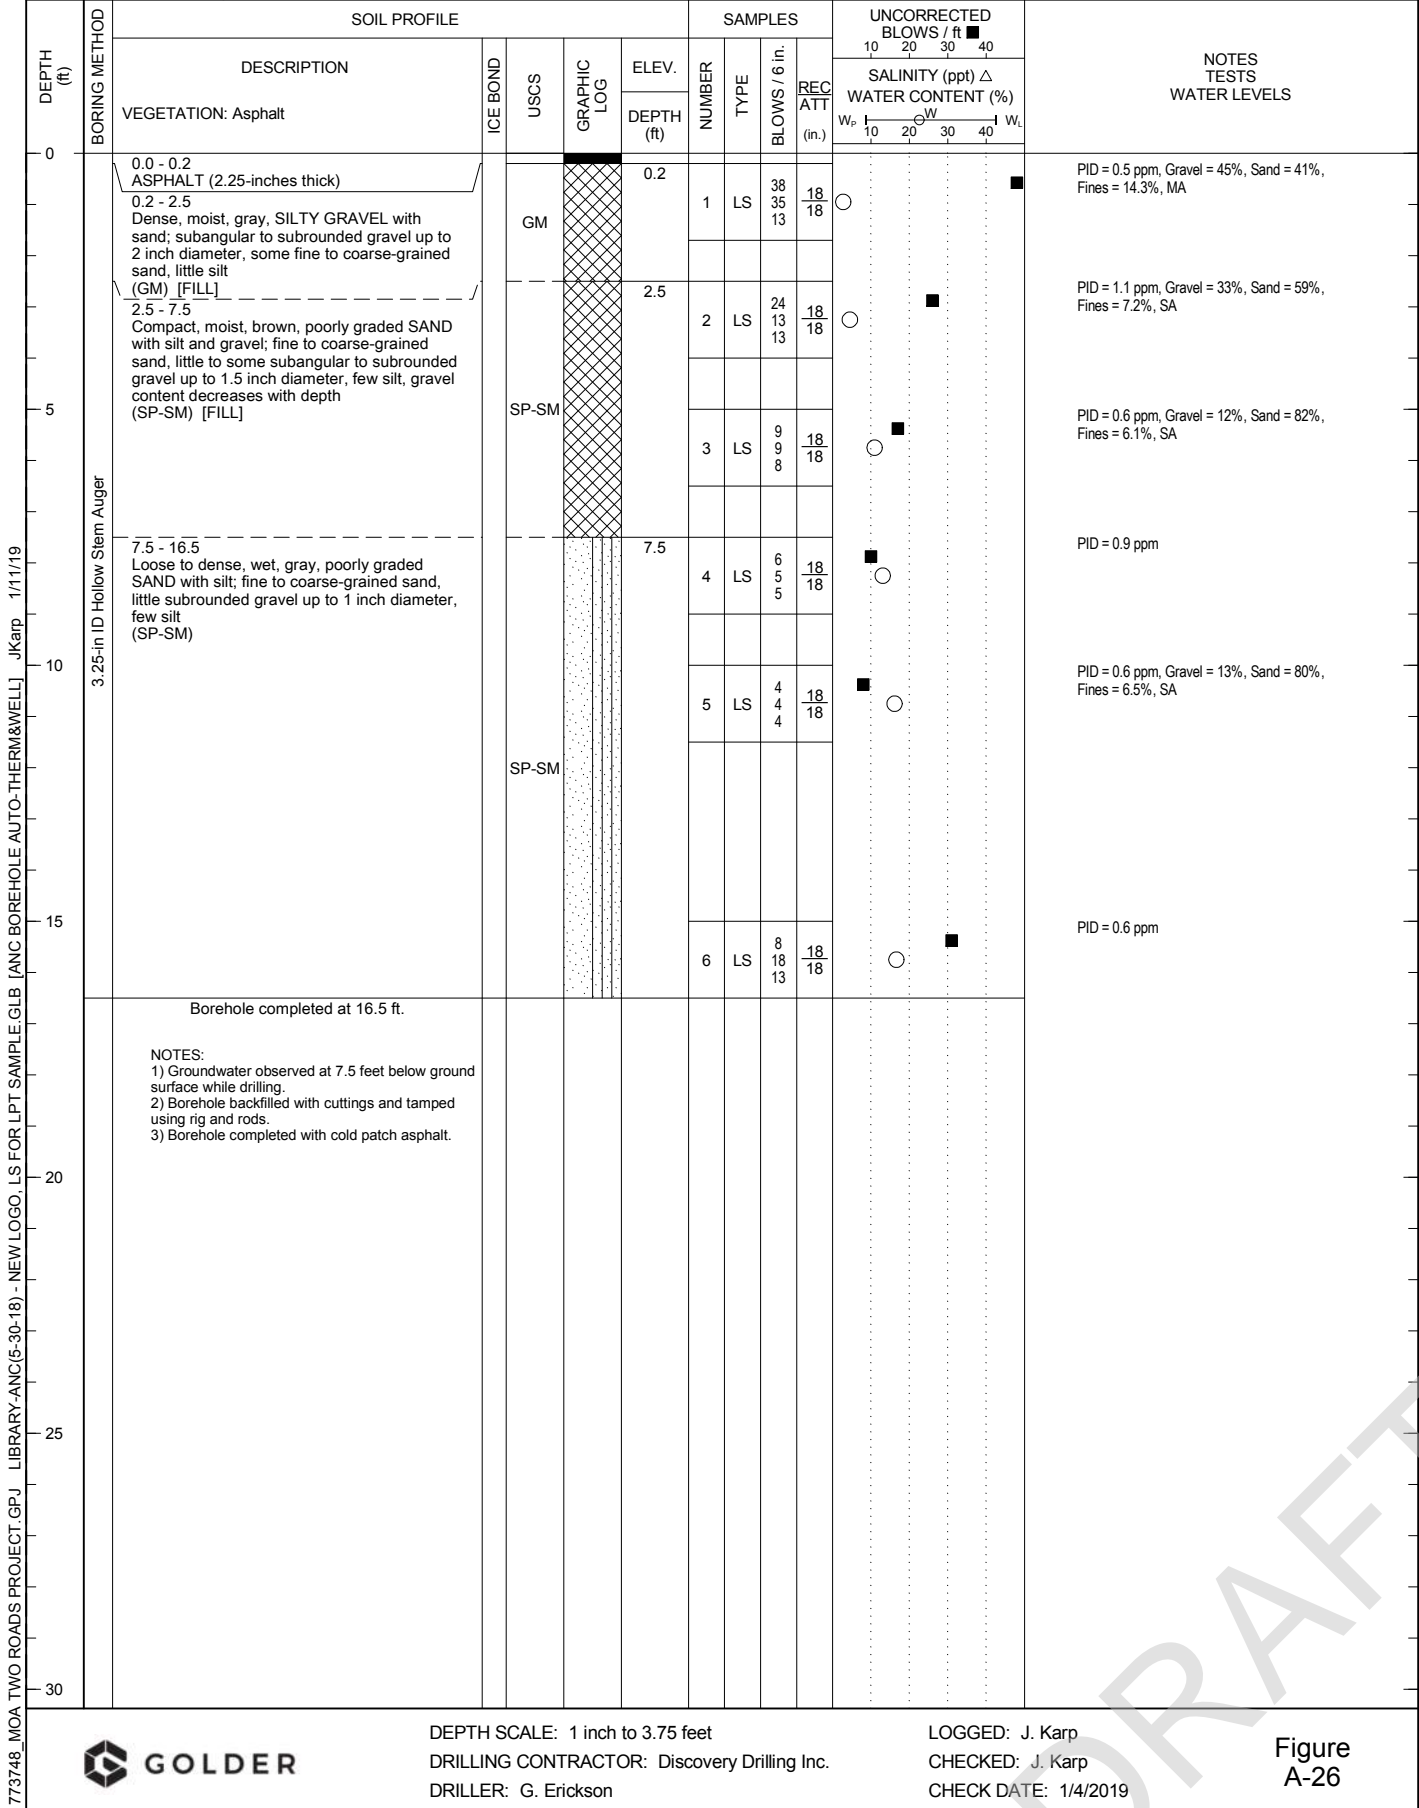 DEPTH
(ft)
BORING METHOD
SOIL PROFILE
SAMPLES
UNCORRECTED
BLOWS / ft ■
10 20 30 40
DESCRIPTION
VEGETATION: Asphalt
ICE BOND
USCS
GRAPHIC
LOG
ELEV.
DEPTH
(ft)
NUMBER
TYPE
BLOWS / 6 in.
REC
ATT
(in.)
SALINITY (ppt) △
WATER CONTENT (%)
Wp W WL
10 20 30 40
NOTES
TESTS
WATER LEVELS
0
5
10
15
20
25
30
3.25-in ID Hollow Stem Auger
0.0 - 0.2
ASPHALT (2.25-inches thick)
0.2 - 2.5
Dense, moist, gray, SILTY GRAVEL with
sand; subangular to subrounded gravel up to
2 inch diameter, some fine to coarse-grained
sand, little silt
(GM) [FILL]
2.5 - 7.5
Compact, moist, brown, poorly graded SAND
with silt and gravel; fine to coarse-grained
sand, little to some subangular to subrounded
gravel up to 1.5 inch diameter, few silt, gravel
content decreases with depth
(SP-SM) [FILL]
7.5 - 16.5
Loose to dense, wet, gray, poorly graded
SAND with silt; fine to coarse-grained sand,
little subrounded gravel up to 1 inch diameter,
few silt
(SP-SM)
Borehole completed at 16.5 ft.
NOTES:
1) Groundwater observed at 7.5 feet below ground
surface while drilling.
2) Borehole backfilled with cuttings and tamped
using rig and rods.
3) Borehole completed with cold patch asphalt.
GM
SP-SM
SP-SM
0.2
2.5
7.5
1 LS 38 35 13 18/18
2 LS 24 13 13 18/18
3 LS 9 9 8 18/18
4 LS 6 5 5 18/18
5 LS 4 4 4 18/18
6 LS 8 18 13 18/18
PID = 0.5 ppm, Gravel = 45%, Sand = 41%,
Fines = 14.3%, MA
PID = 1.1 ppm, Gravel = 33%, Sand = 59%,
Fines = 7.2%, SA
PID = 0.6 ppm, Gravel = 12%, Sand = 82%,
Fines = 6.1%, SA
PID = 0.9 ppm
PID = 0.6 ppm, Gravel = 13%, Sand = 80%,
Fines = 6.5%, SA
PID = 0.6 ppm
773748_MOA TWO ROADS PROJECT.GPJ LIBRARY-ANC(5-30-18) - NEW LOGO, LS FOR LPT SAMPLE.GLB [ANC BOREHOLE AUTO-THERM&WELL] JKarp 1/11/19
GOLDER
DEPTH SCALE: 1 inch to 3.75 feet
DRILLING CONTRACTOR: Discovery Drilling Inc.
DRILLER: G. Erickson
LOGGED: J. Karp
CHECKED: J. Karp
CHECK DATE: 1/4/2019
Figure
A-26
DRAFT